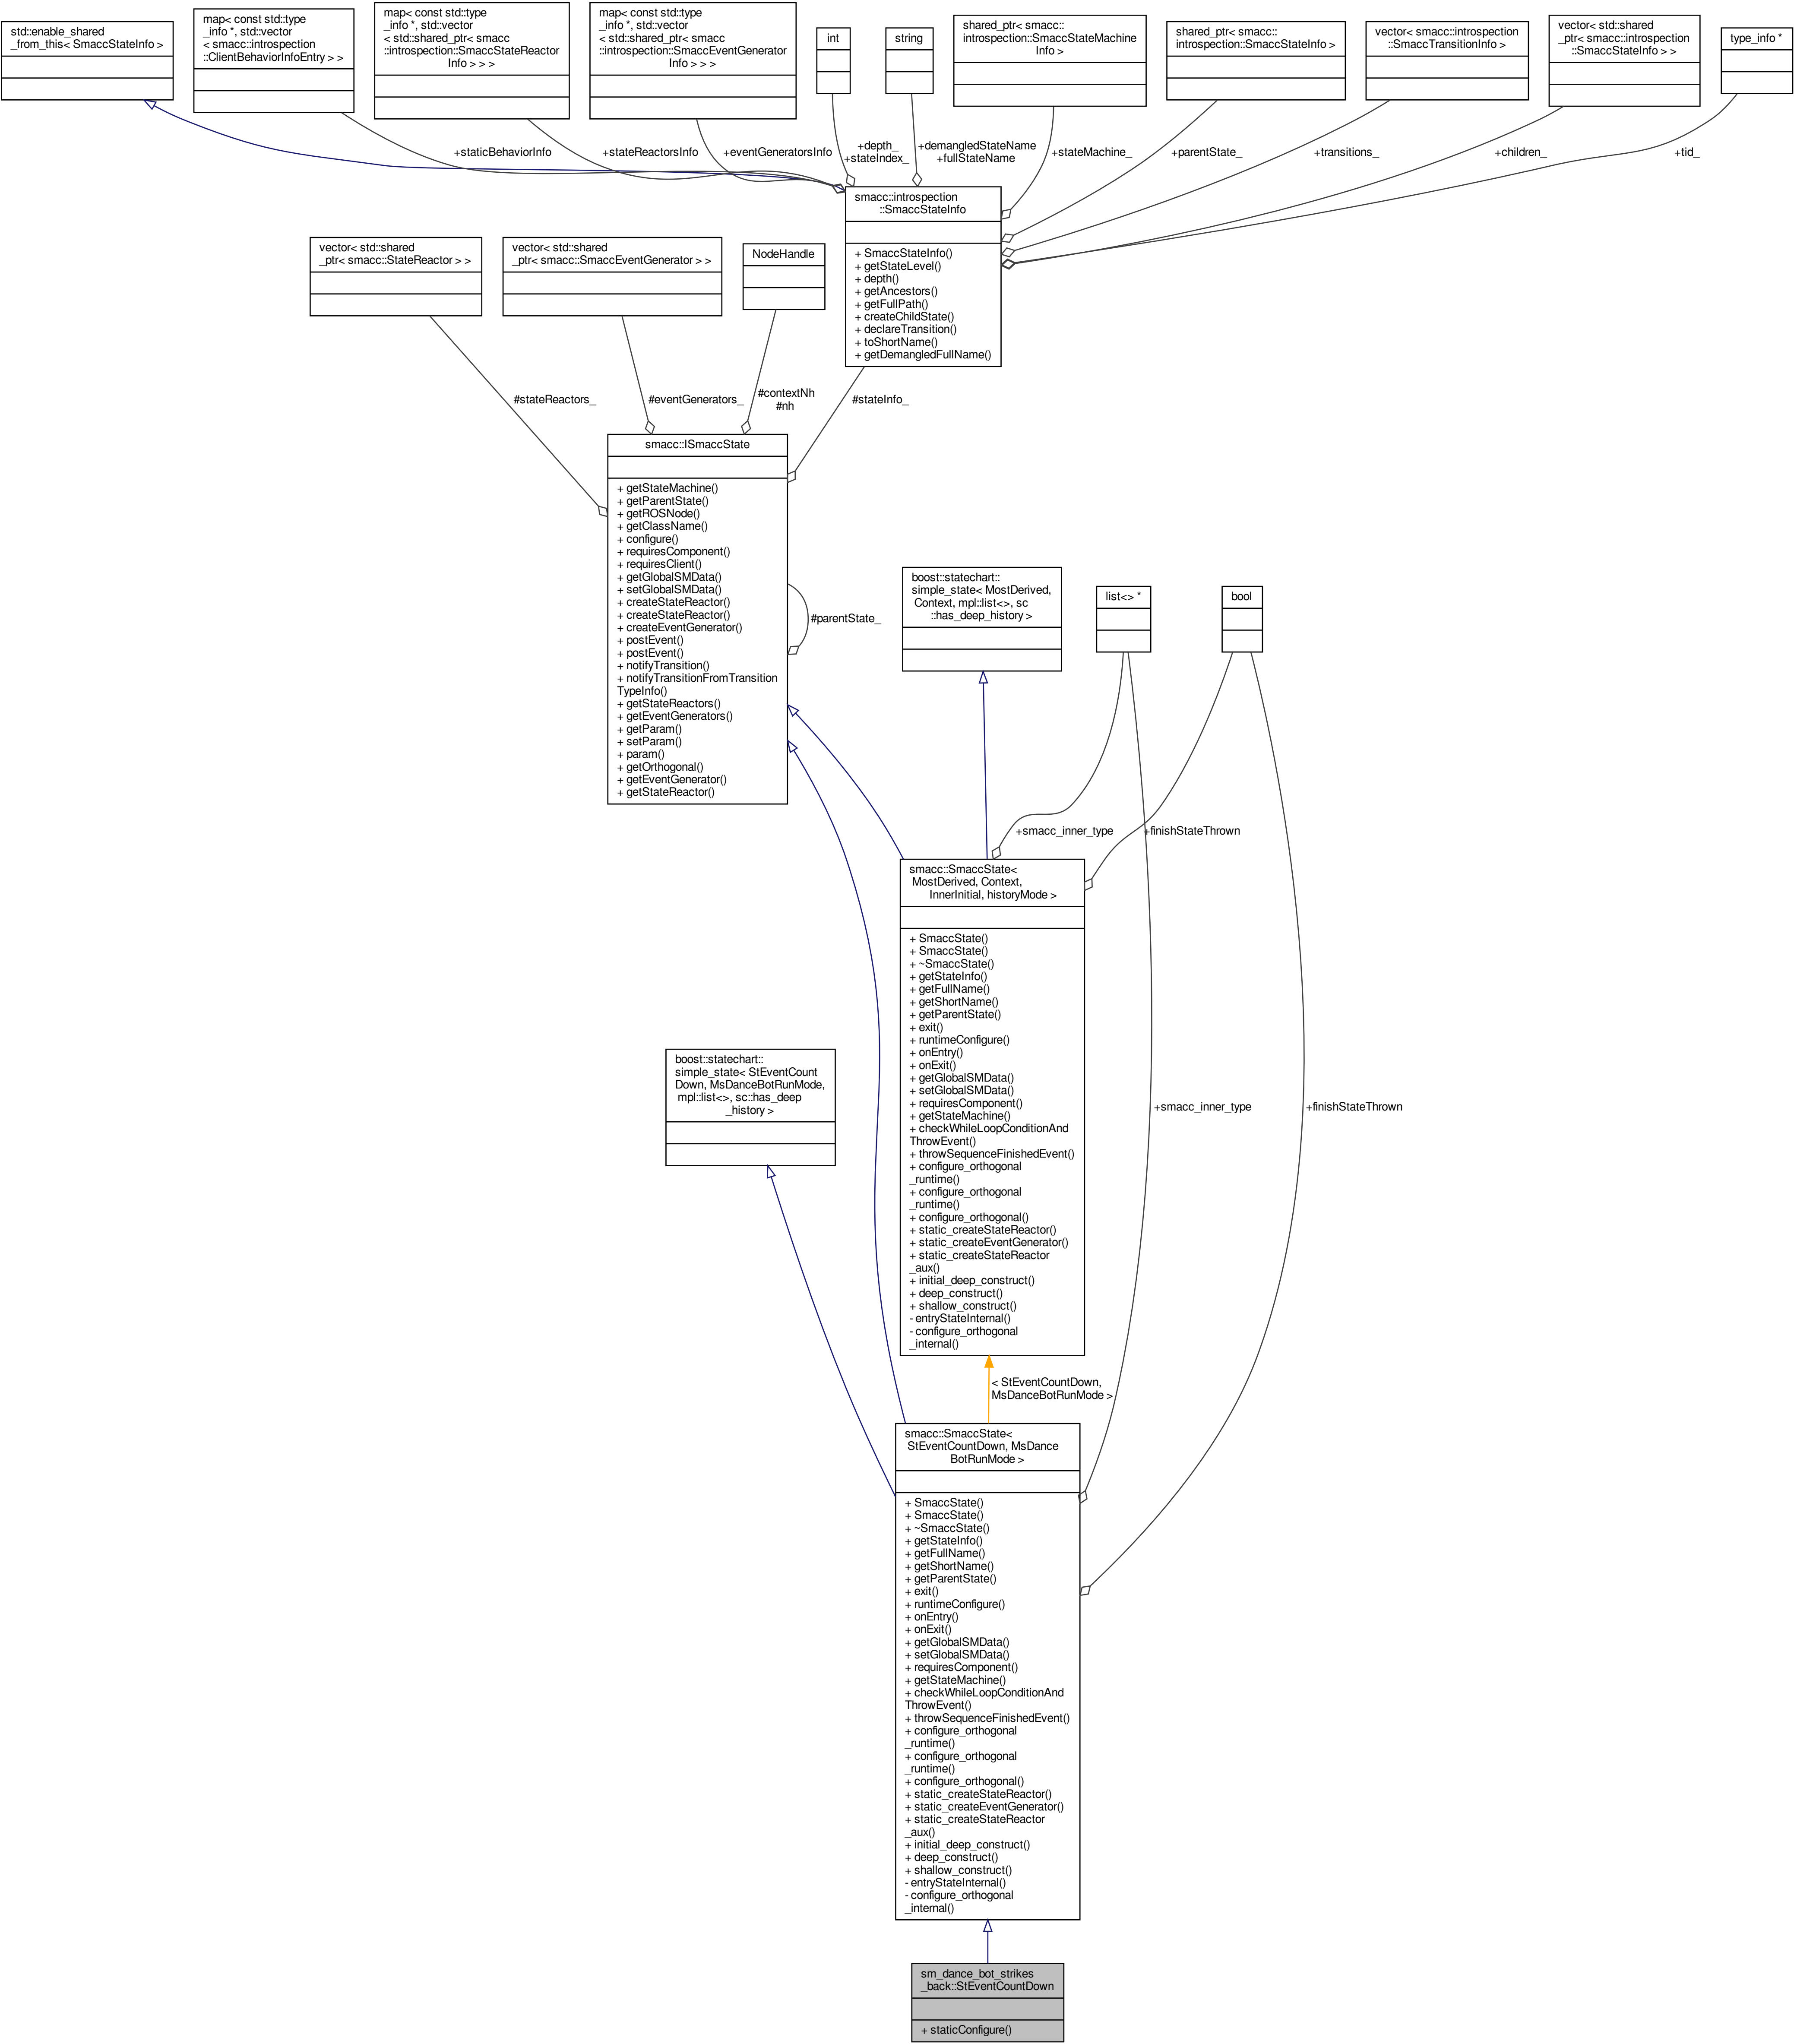 std::enable_shared
_from_this< SmaccStateInfo >
map< const std::type
_info *, std::vector
< smacc::introspection
::ClientBehaviorInfoEntry > >
map< const std::type
_info *, std::vector
< std::shared_ptr< smacc
::introspection::SmaccStateReactor
Info > > >
map< const std::type
_info *, std::vector
< std::shared_ptr< smacc
::introspection::SmaccEventGenerator
Info > > >
int
string
shared_ptr< smacc::
introspection::SmaccStateMachine
Info >
shared_ptr< smacc::
introspection::SmaccStateInfo >
vector< smacc::introspection
::SmaccTransitionInfo >
vector< std::shared
_ptr< smacc::introspection
::SmaccStateInfo > >
type_info *
+staticBehaviorInfo
+stateReactorsInfo
+eventGeneratorsInfo
+depth_
+stateIndex_
+demangledStateName
+fullStateName
+stateMachine_
+parentState_
+transitions_
+children_
+tid_
smacc::introspection
::SmaccStateInfo
+ SmaccStateInfo()
+ getStateLevel()
+ depth()
+ getAncestors()
+ getFullPath()
+ createChildState()
+ declareTransition()
+ toShortName()
+ getDemangledFullName()
vector< std::shared
_ptr< smacc::StateReactor > >
vector< std::shared
_ptr< smacc::SmaccEventGenerator > >
NodeHandle
#stateReactors_
#eventGenerators_
#contextNh
#nh
#stateInfo_
smacc::ISmaccState
+ getStateMachine()
+ getParentState()
+ getROSNode()
+ getClassName()
+ configure()
+ requiresComponent()
+ requiresClient()
+ getGlobalSMData()
+ setGlobalSMData()
+ createStateReactor()
+ createStateReactor()
+ createEventGenerator()
+ postEvent()
+ postEvent()
+ notifyTransition()
+ notifyTransitionFromTransition
TypeInfo()
+ getStateReactors()
+ getEventGenerators()
+ getParam()
+ setParam()
+ param()
+ getOrthogonal()
+ getEventGenerator()
+ getStateReactor()
#parentState_
boost::statechart::
simple_state< MostDerived,
Context, mpl::list<>, sc
::has_deep_history >
list<> *
bool
+smacc_inner_type
+finishStateThrown
smacc::SmaccState<
MostDerived, Context,
InnerInitial, historyMode >
+ SmaccState()
+ SmaccState()
+ ~SmaccState()
+ getStateInfo()
+ getFullName()
+ getShortName()
+ getParentState()
+ exit()
+ runtimeConfigure()
+ onEntry()
+ onExit()
+ getGlobalSMData()
+ setGlobalSMData()
+ requiresComponent()
+ getStateMachine()
+ checkWhileLoopConditionAnd
ThrowEvent()
+ throwSequenceFinishedEvent()
+ configure_orthogonal
_runtime()
+ configure_orthogonal
_runtime()
+ configure_orthogonal()
+ static_createStateReactor()
+ static_createEventGenerator()
+ static_createStateReactor
_aux()
+ initial_deep_construct()
+ deep_construct()
+ shallow_construct()
- entryStateInternal()
- configure_orthogonal
_internal()
boost::statechart::
simple_state< StEventCount
Down, MsDanceBotRunMode,
mpl::list<>, sc::has_deep
_history >
+smacc_inner_type
+finishStateThrown
< StEventCountDown,
MsDanceBotRunMode >
smacc::SmaccState<
StEventCountDown, MsDance
BotRunMode >
+ SmaccState()
+ SmaccState()
+ ~SmaccState()
+ getStateInfo()
+ getFullName()
+ getShortName()
+ getParentState()
+ exit()
+ runtimeConfigure()
+ onEntry()
+ onExit()
+ getGlobalSMData()
+ setGlobalSMData()
+ requiresComponent()
+ getStateMachine()
+ checkWhileLoopConditionAnd
ThrowEvent()
+ throwSequenceFinishedEvent()
+ configure_orthogonal
_runtime()
+ configure_orthogonal
_runtime()
+ configure_orthogonal()
+ static_createStateReactor()
+ static_createEventGenerator()
+ static_createStateReactor
_aux()
+ initial_deep_construct()
+ deep_construct()
+ shallow_construct()
- entryStateInternal()
- configure_orthogonal
_internal()
sm_dance_bot_strikes
_back::StEventCountDown
+ staticConfigure()